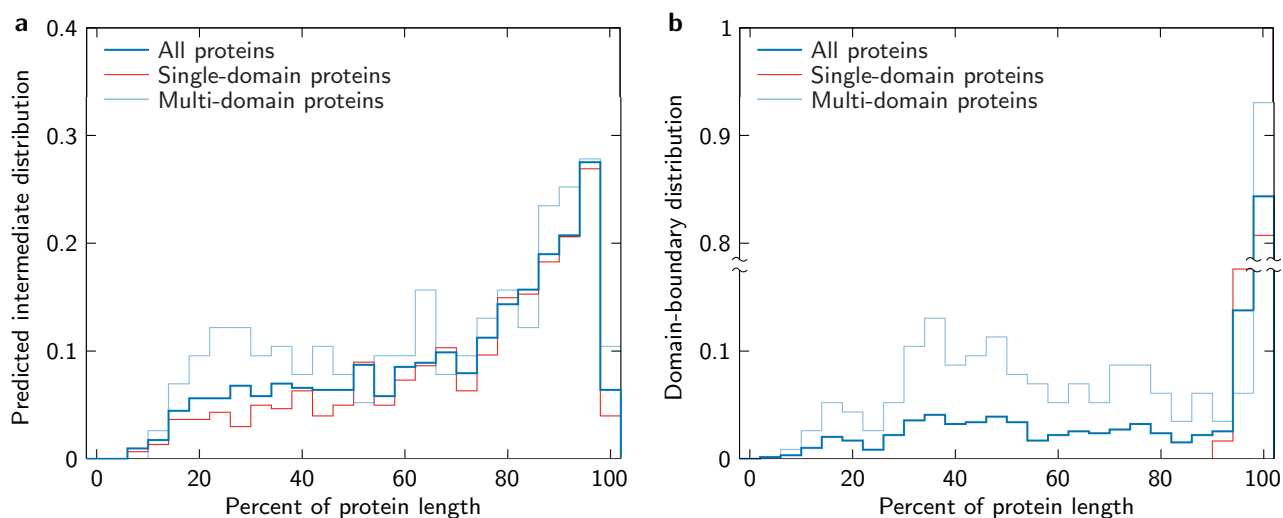 a
Predicted intermediate distribution
0.4
0.3
0.2
0.1
0
All proteins
Single-domain proteins
Multi-domain proteins
0 20 40 60 80 100
Percent of protein length
b
Domain-boundary distribution
1
0.9
0.8
0.1
0
All proteins
Single-domain proteins
Multi-domain proteins
0 20 40 60 80 100
Percent of protein length